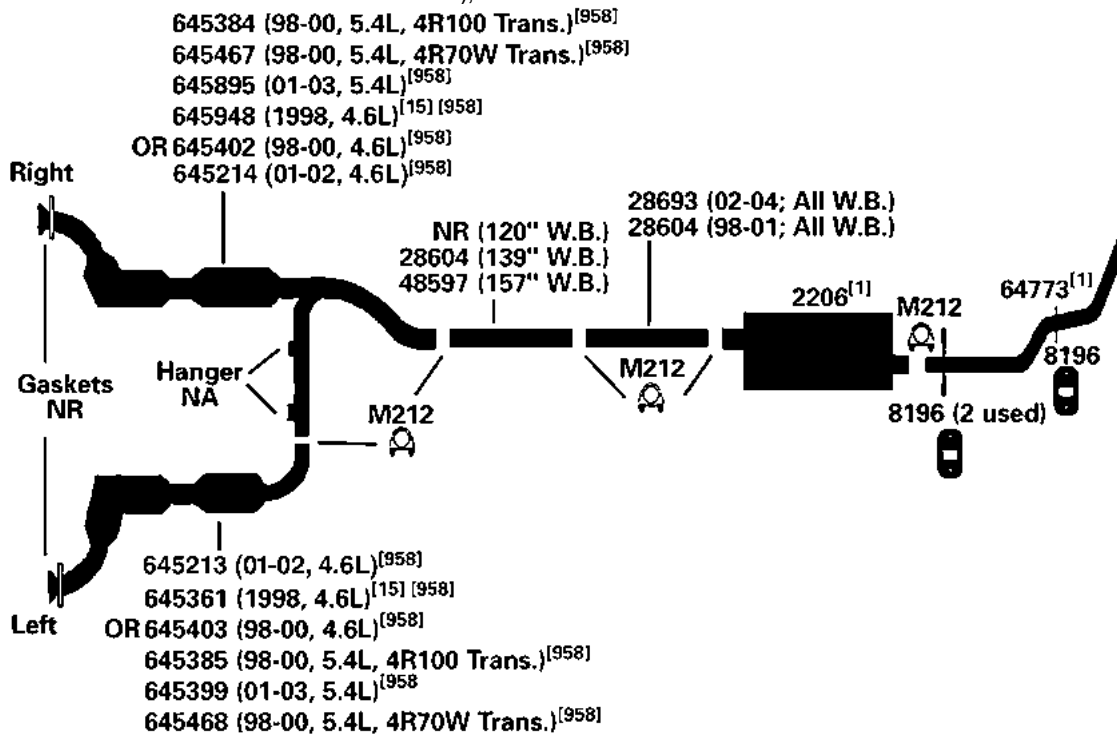 645384 (98-00, 5.4L, 4R100 Trans.)[958]
645467 (98-00, 5.4L, 4R70W Trans.)[958]
645895 (01-03, 5.4L)[958]
645948 (1998, 4.6L)[15] [958]
OR 645402 (98-00, 4.6L)[958]
645214 (01-02, 4.6L)[958]
Right
28693 (02-04; All W.B.)
28604 (98-01; All W.B.)
NR (120" W.B.)
28604 (139" W.B.)
48597 (157" W.B.)
2206[1]
64773[1]
M212
8196
M212
Gaskets
NR
Hanger
NA
M212
8196 (2 used)
645213 (01-02, 4.6L)[958]
645361 (1998, 4.6L)[15] [958]
Left
OR 645403 (98-00, 4.6L)[958]
645385 (98-00, 5.4L, 4R100 Trans.)[958]
645399 (01-03, 5.4L)[958
645468 (98-00, 5.4L, 4R70W Trans.)[958]